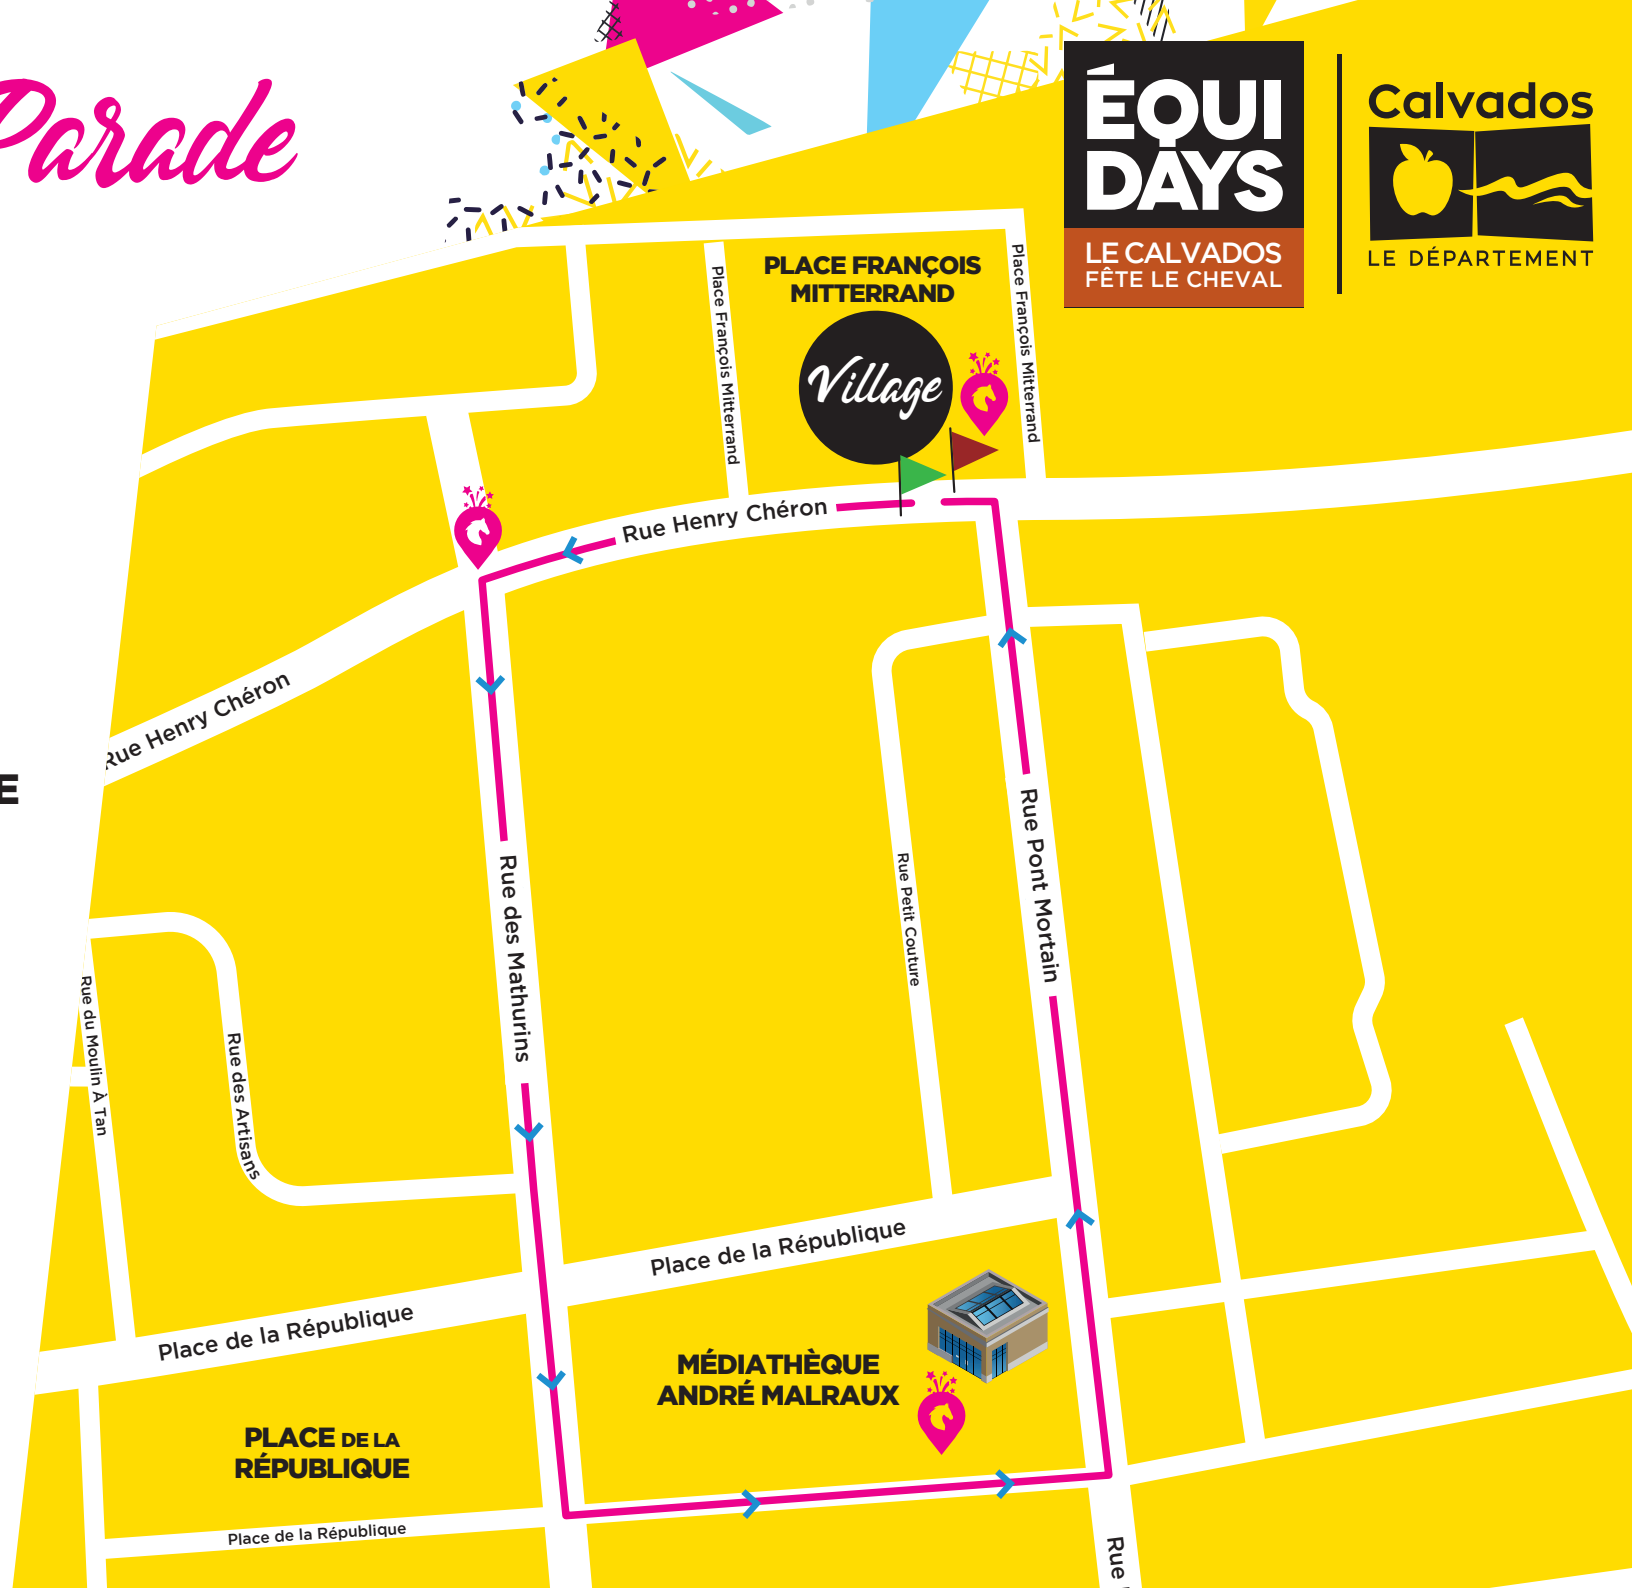 Parade
ÉQUI
DAYS
LE CALVADOS
FÊTE LE CHEVAL
Calvados
LE DÉPARTEMENT
PLACE FRANÇOIS
MITTERRAND
Place François Mitterrand
Place François Mitterrand
Village
Rue Henry Chéron
Rue Henry Chéron
E
Rue des Mathurins
Rue Pont Mortain
Rue Petit Couture
Rue du Moulin À Tan
Rue des Artisans
Place de la République
Place de la République
MÉDIATHÈQUE
ANDRÉ MALRAUX
PLACE DE LA
RÉPUBLIQUE
Place de la République
Rue